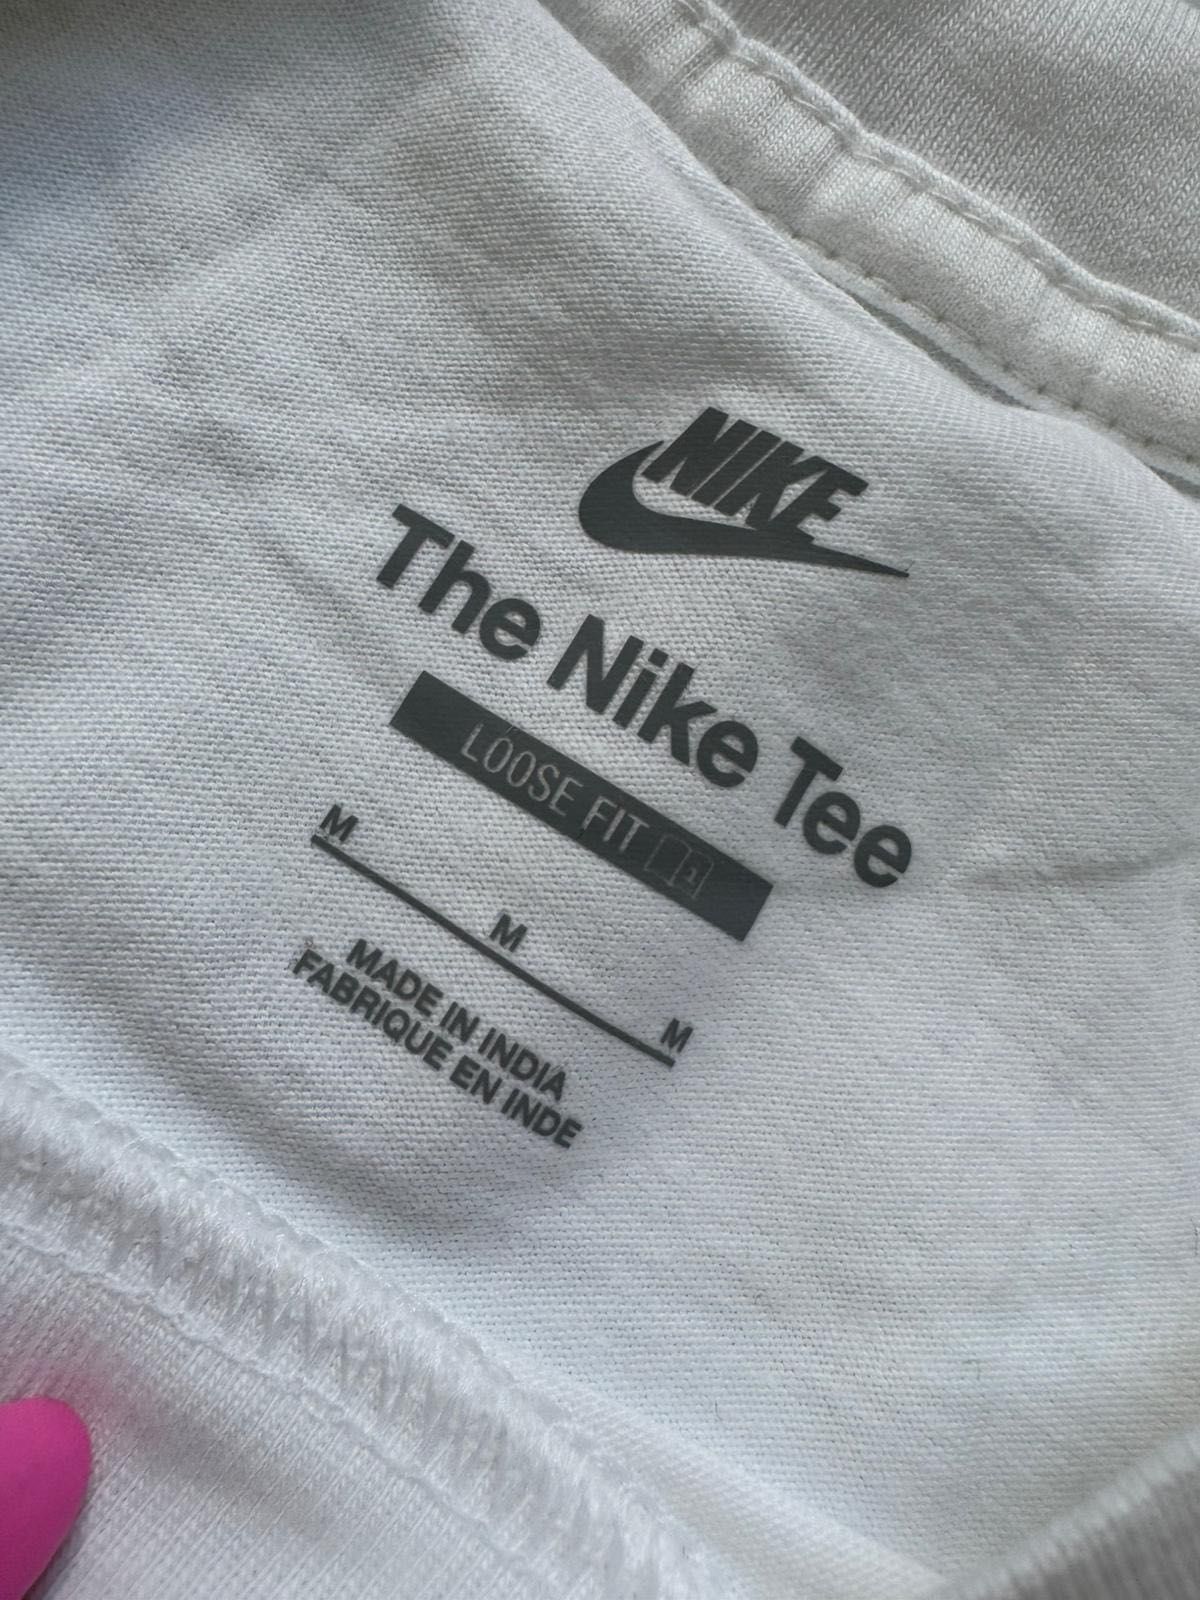 NIKE
The Nike Tee
LOOSE FIT
M
M
M
MADE IN INDIA
FABRIQUE EN INDE